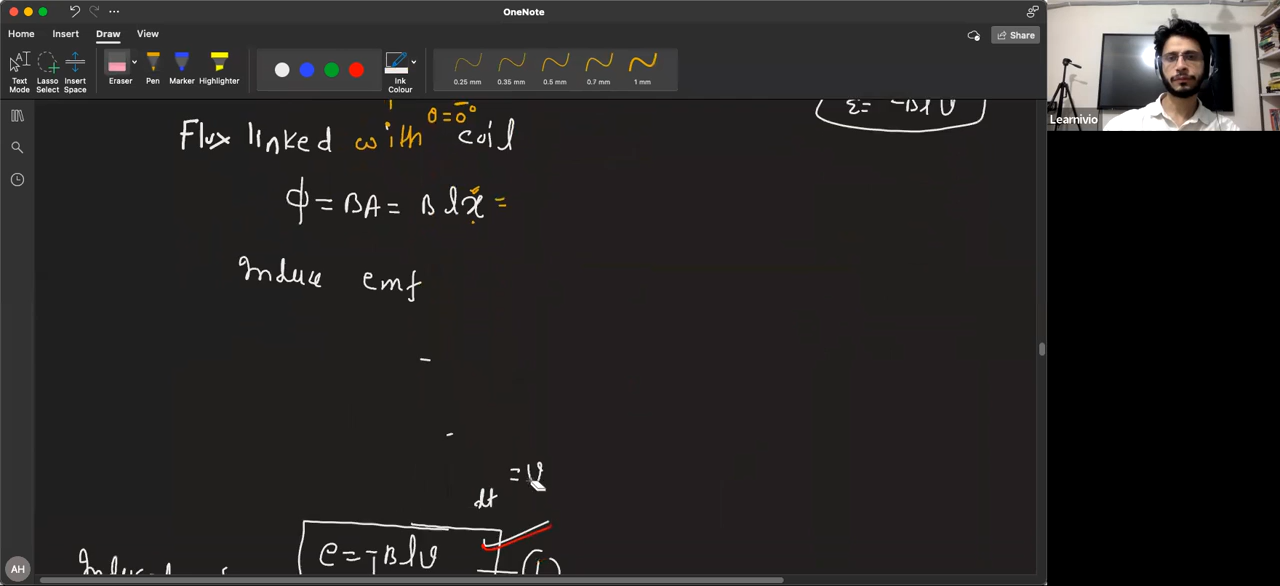 OneNote
Home Insert Draw View
Share
Text Mode Lasso Select Insert Space Eraser Pen Marker Highlighter Ink Colour 0.25 mm 0.35 mm 0.5 mm 0.7 mm 1 mm
Learnivio
θ=0°
ε= -Blv
Flux linked with coil
ϕ = BA = Blx =
Induce emf
-
-
= v
dt
e = -Blv
(1)
AH